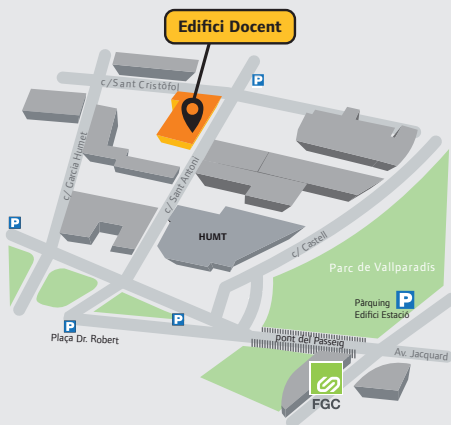 Edifici Docent
P
c/Sant Cristòfol
c/ Garcia Humet
c/ Sant Antoni
P
HUMT
c/ Castell
Parc de Vallparadís
Pàrquing
Edifici Estació
P
P
P
Plaça Dr. Robert
Pont del Passeig
Av. Jacquard
FGC